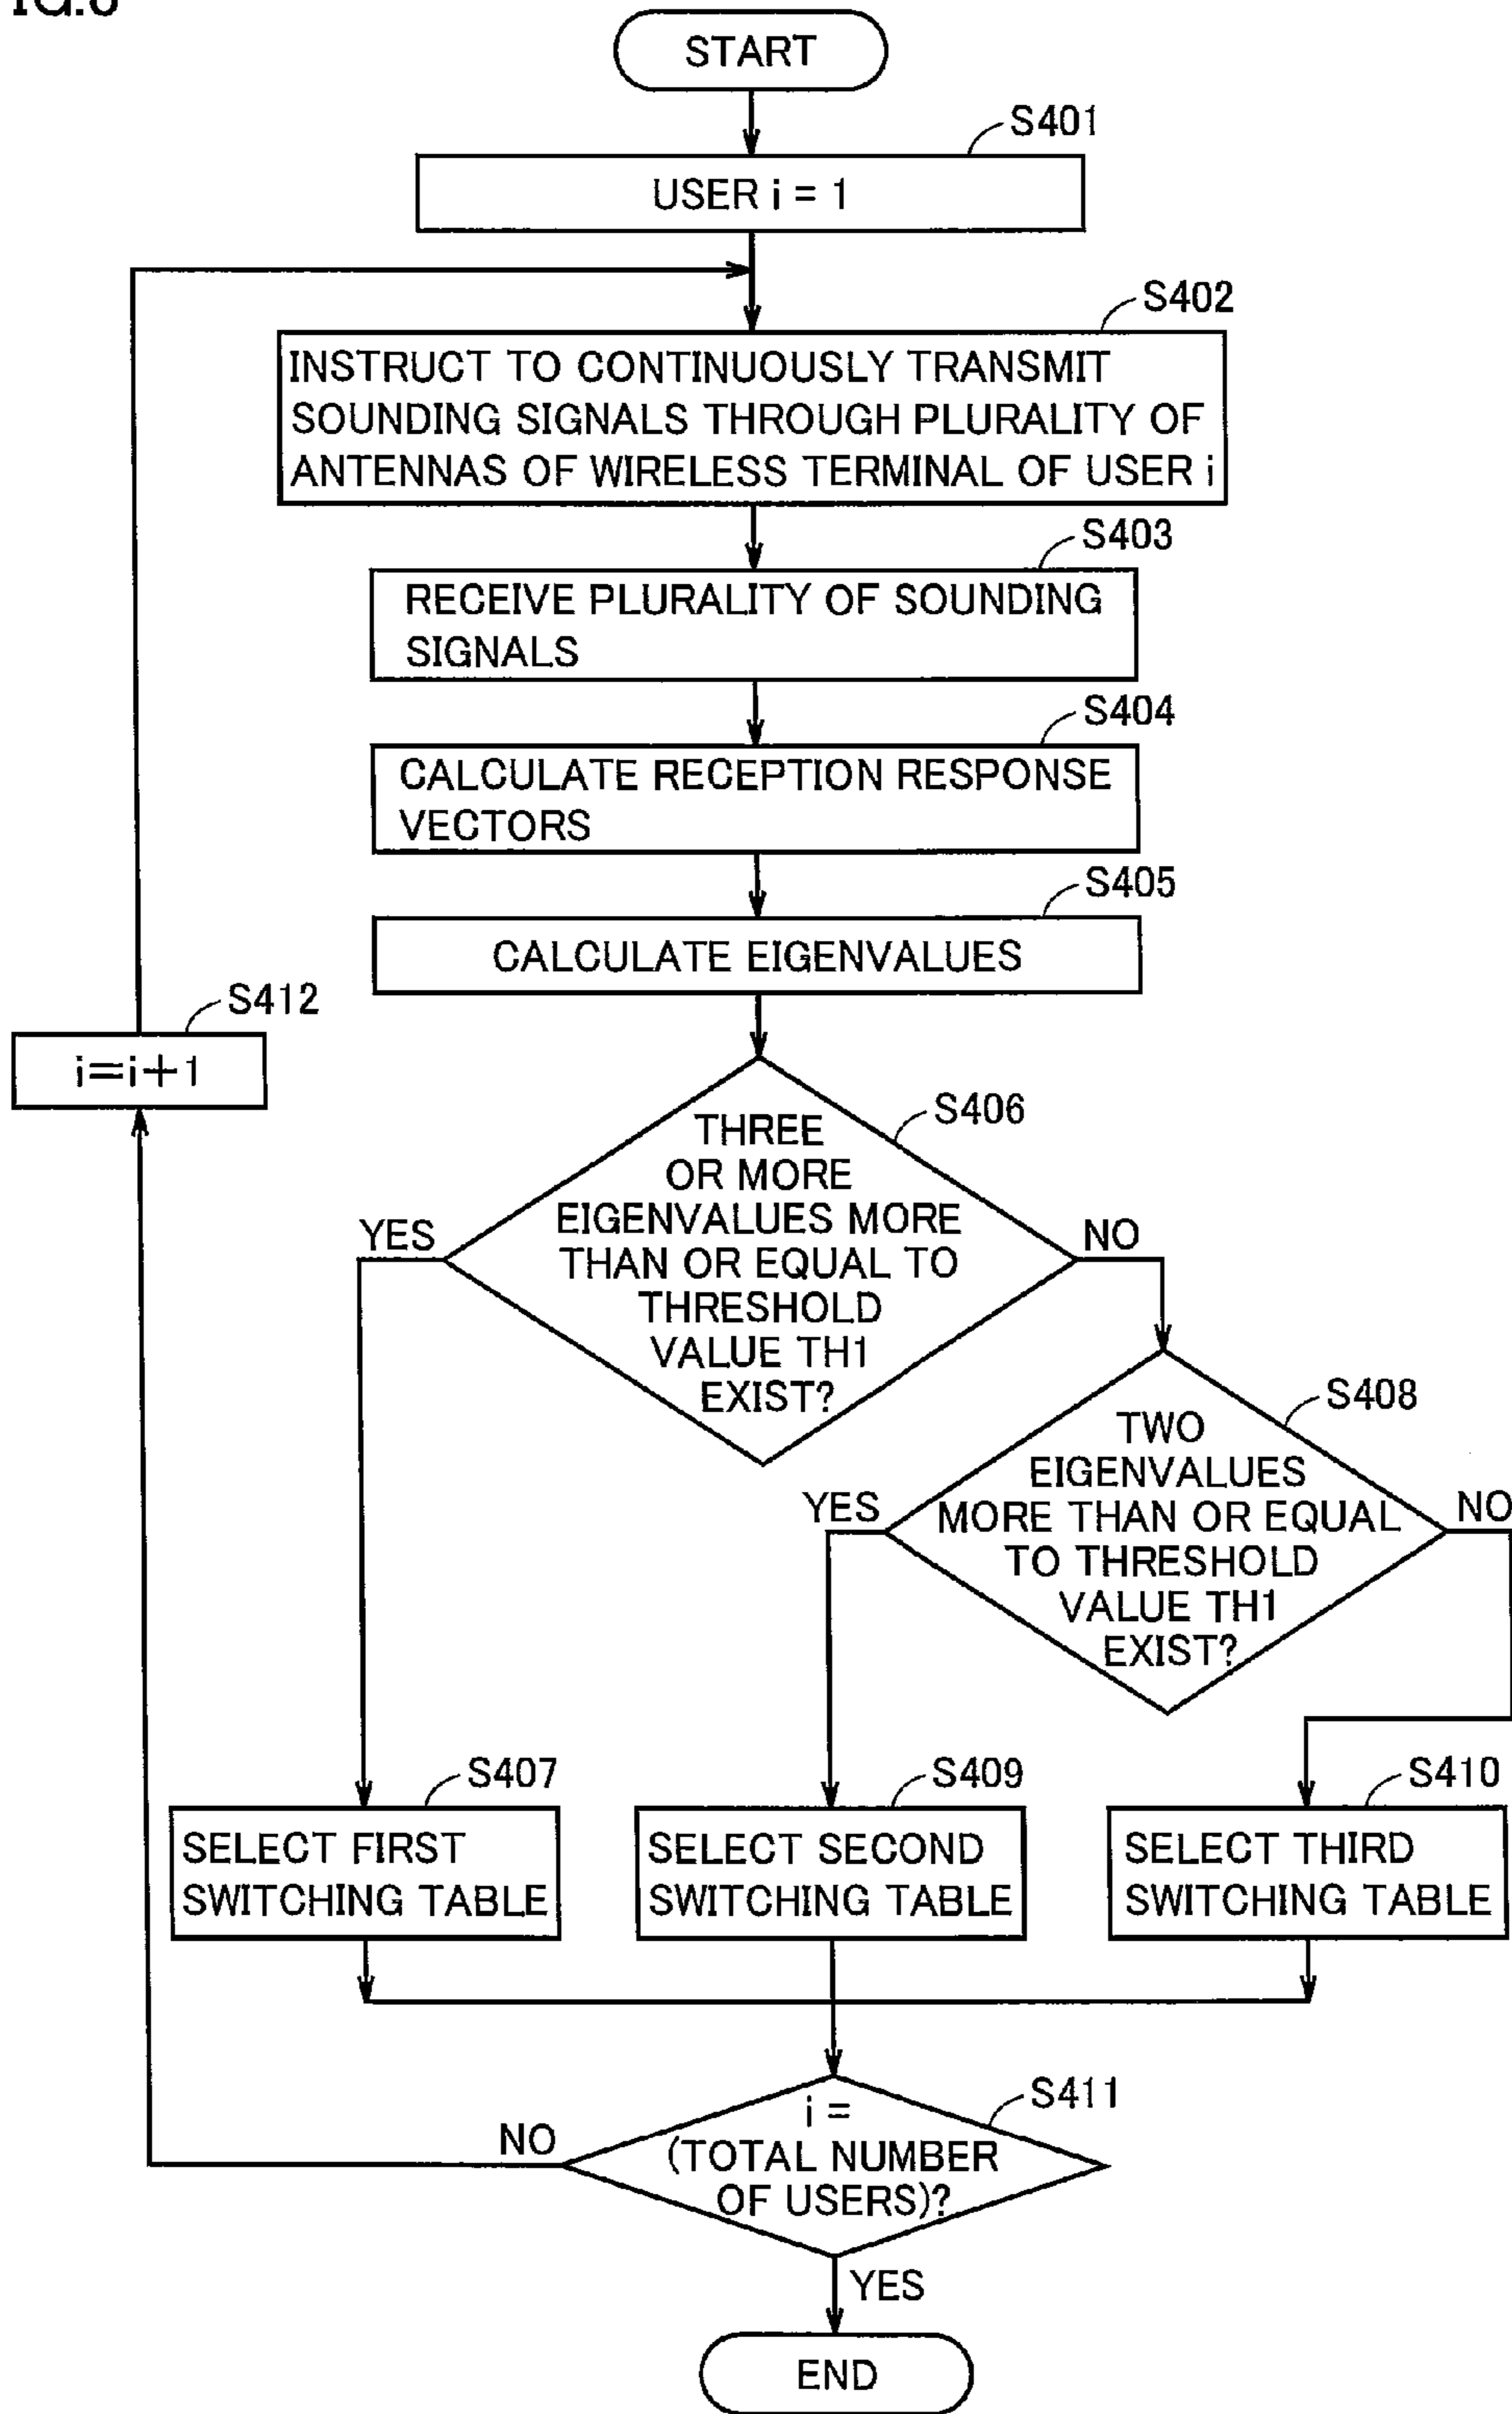 START
S401
USER i = 1
S402
INSTRUCT TO CONTINUOUSLY TRANSMIT
SOUNDING SIGNALS THROUGH PLURALITY OF
ANTENNAS OF WIRELESS TERMINAL OF USER i
S403
RECEIVE PLURALITY OF SOUNDING
SIGNALS
S404
CALCULATE RECEPTION RESPONSE
VECTORS
S405
CALCULATE EIGENVALUES
S412
i=i+1
S406
THREE
OR MORE
EIGENVALUES MORE
THAN OR EQUAL TO
THRESHOLD
VALUE TH1
EXIST?
YES
NO
S408
TWO
EIGENVALUES
MORE THAN OR EQUAL
TO THRESHOLD
VALUE TH1
EXIST?
YES
NO
S407
SELECT FIRST
SWITCHING TABLE
S409
SELECT SECOND
SWITCHING TABLE
S410
SELECT THIRD
SWITCHING TABLE
S411
i =
(TOTAL NUMBER
OF USERS)?
NO
YES
END